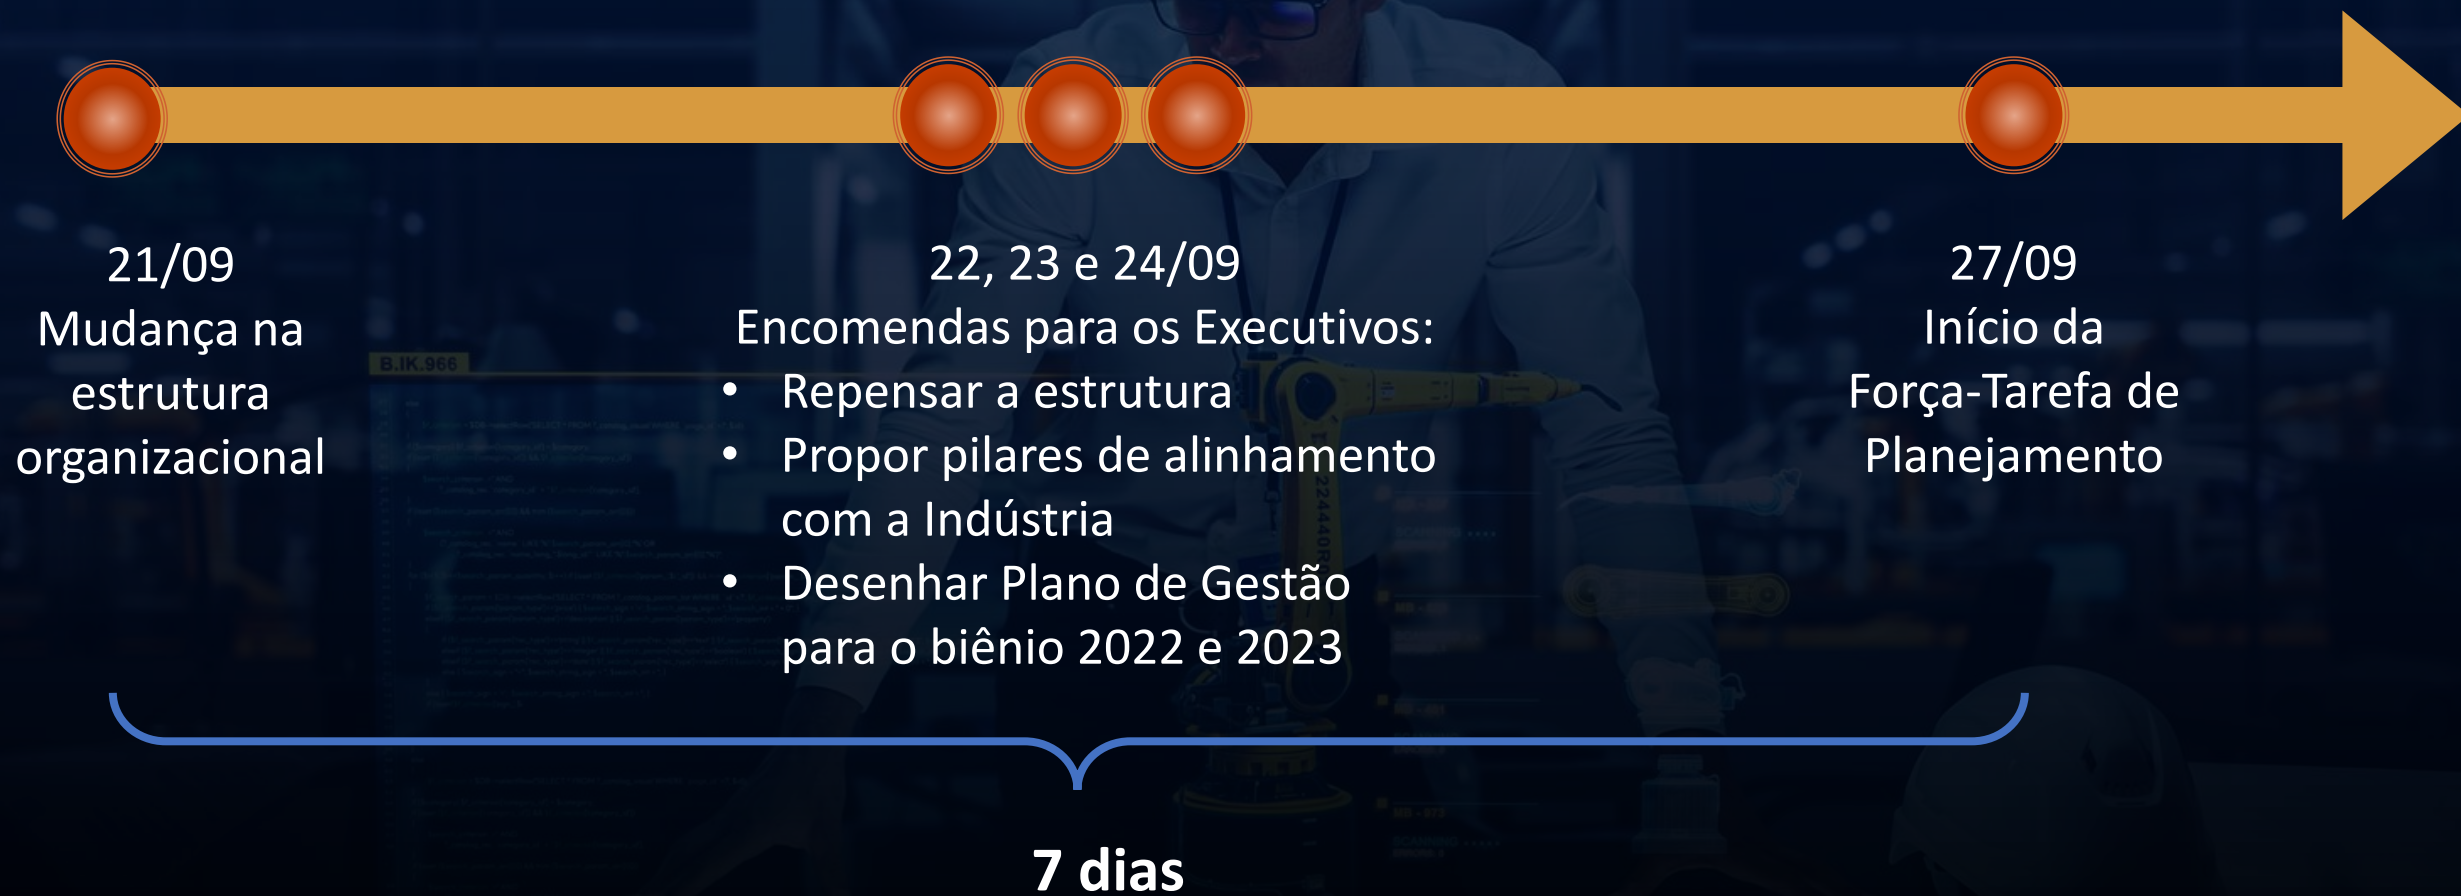 21/09
Mudança na
estrutura
organizacional
22, 23 e 24/09
Encomendas para os Executivos:
• Repensar a estrutura
• Propor pilares de alinhamento
com a Indústria
• Desenhar Plano de Gestão
para o biênio 2022 e 2023
27/09
Início da
Força-Tarefa de
Planejamento
B.IK.966
7 dias